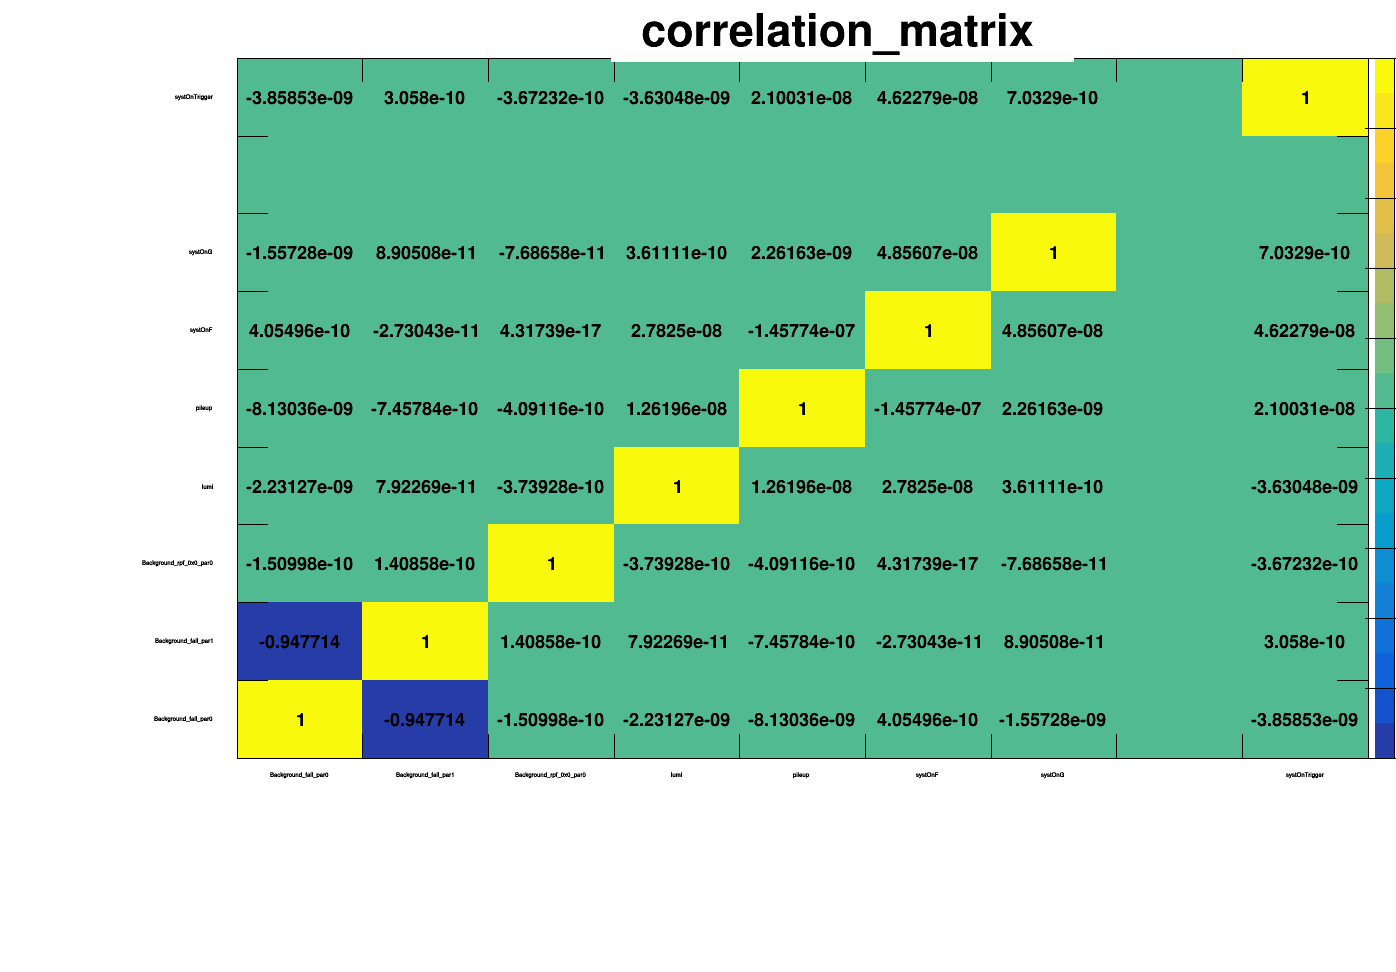 correlation_matrix
systOnTrigger -3.85853e-09 3.058e-10 -3.67232e-10 -3.63048e-09 2.10031e-08 4.62279e-08 7.0329e-10 1
systOnG -1.55728e-09 8.90508e-11 -7.68658e-11 3.61111e-10 2.26163e-09 4.85607e-08 1 7.0329e-10
systOnF 4.05496e-10 -2.73043e-11 4.31739e-17 2.7825e-08 -1.45774e-07 1 4.85607e-08 4.62279e-08
pileup -8.13036e-09 -7.45784e-10 -4.09116e-10 1.26196e-08 1 -1.45774e-07 2.26163e-09 2.10031e-08
lumi -2.23127e-09 7.92269e-11 -3.73928e-10 1 1.26196e-08 2.7825e-08 3.61111e-10 -3.63048e-09
Background_rpf_0x0_par0 -1.50998e-10 1.40858e-10 1 -3.73928e-10 -4.09116e-10 4.31739e-17 -7.68658e-11 -3.67232e-10
Background_fail_par1 -0.947714 1 1.40858e-10 7.92269e-11 -7.45784e-10 -2.73043e-11 8.90508e-11 3.058e-10
Background_fail_par0 1 -0.947714 -1.50998e-10 -2.23127e-09 -8.13036e-09 4.05496e-10 -1.55728e-09 -3.85853e-09
Background_fail_par0 Background_fail_par1 Background_rpf_0x0_par0 lumi pileup systOnF systOnG systOnTrigger